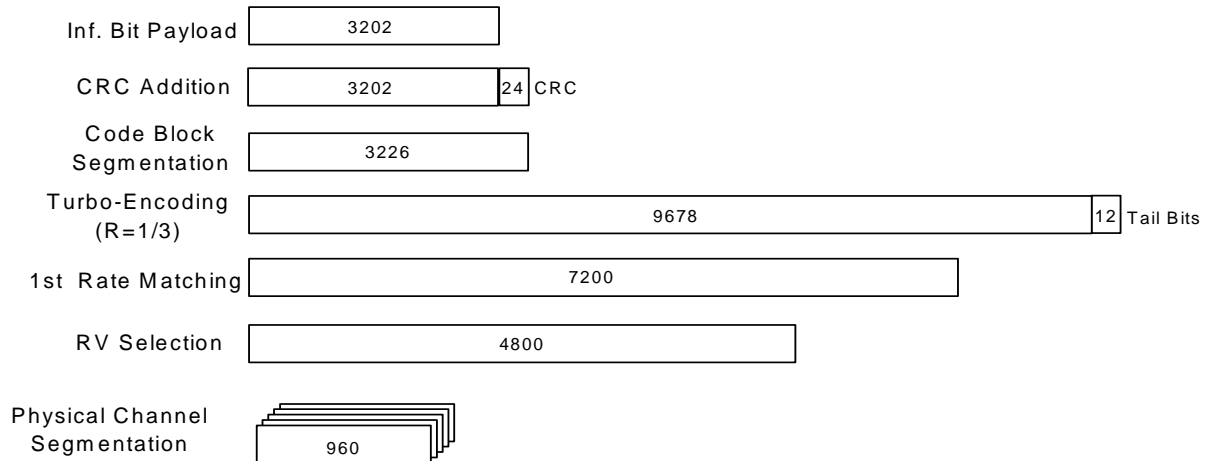 Inf. Bit Payload 3202
CRC Addition 3202 24 CRC
Code Block
Segmentation 3226
Turbo-Encoding
(R=1/3) 9678 12 Tail Bits
1st Rate Matching 7200
RV Selection 4800
Physical Channel
Segmentation 960